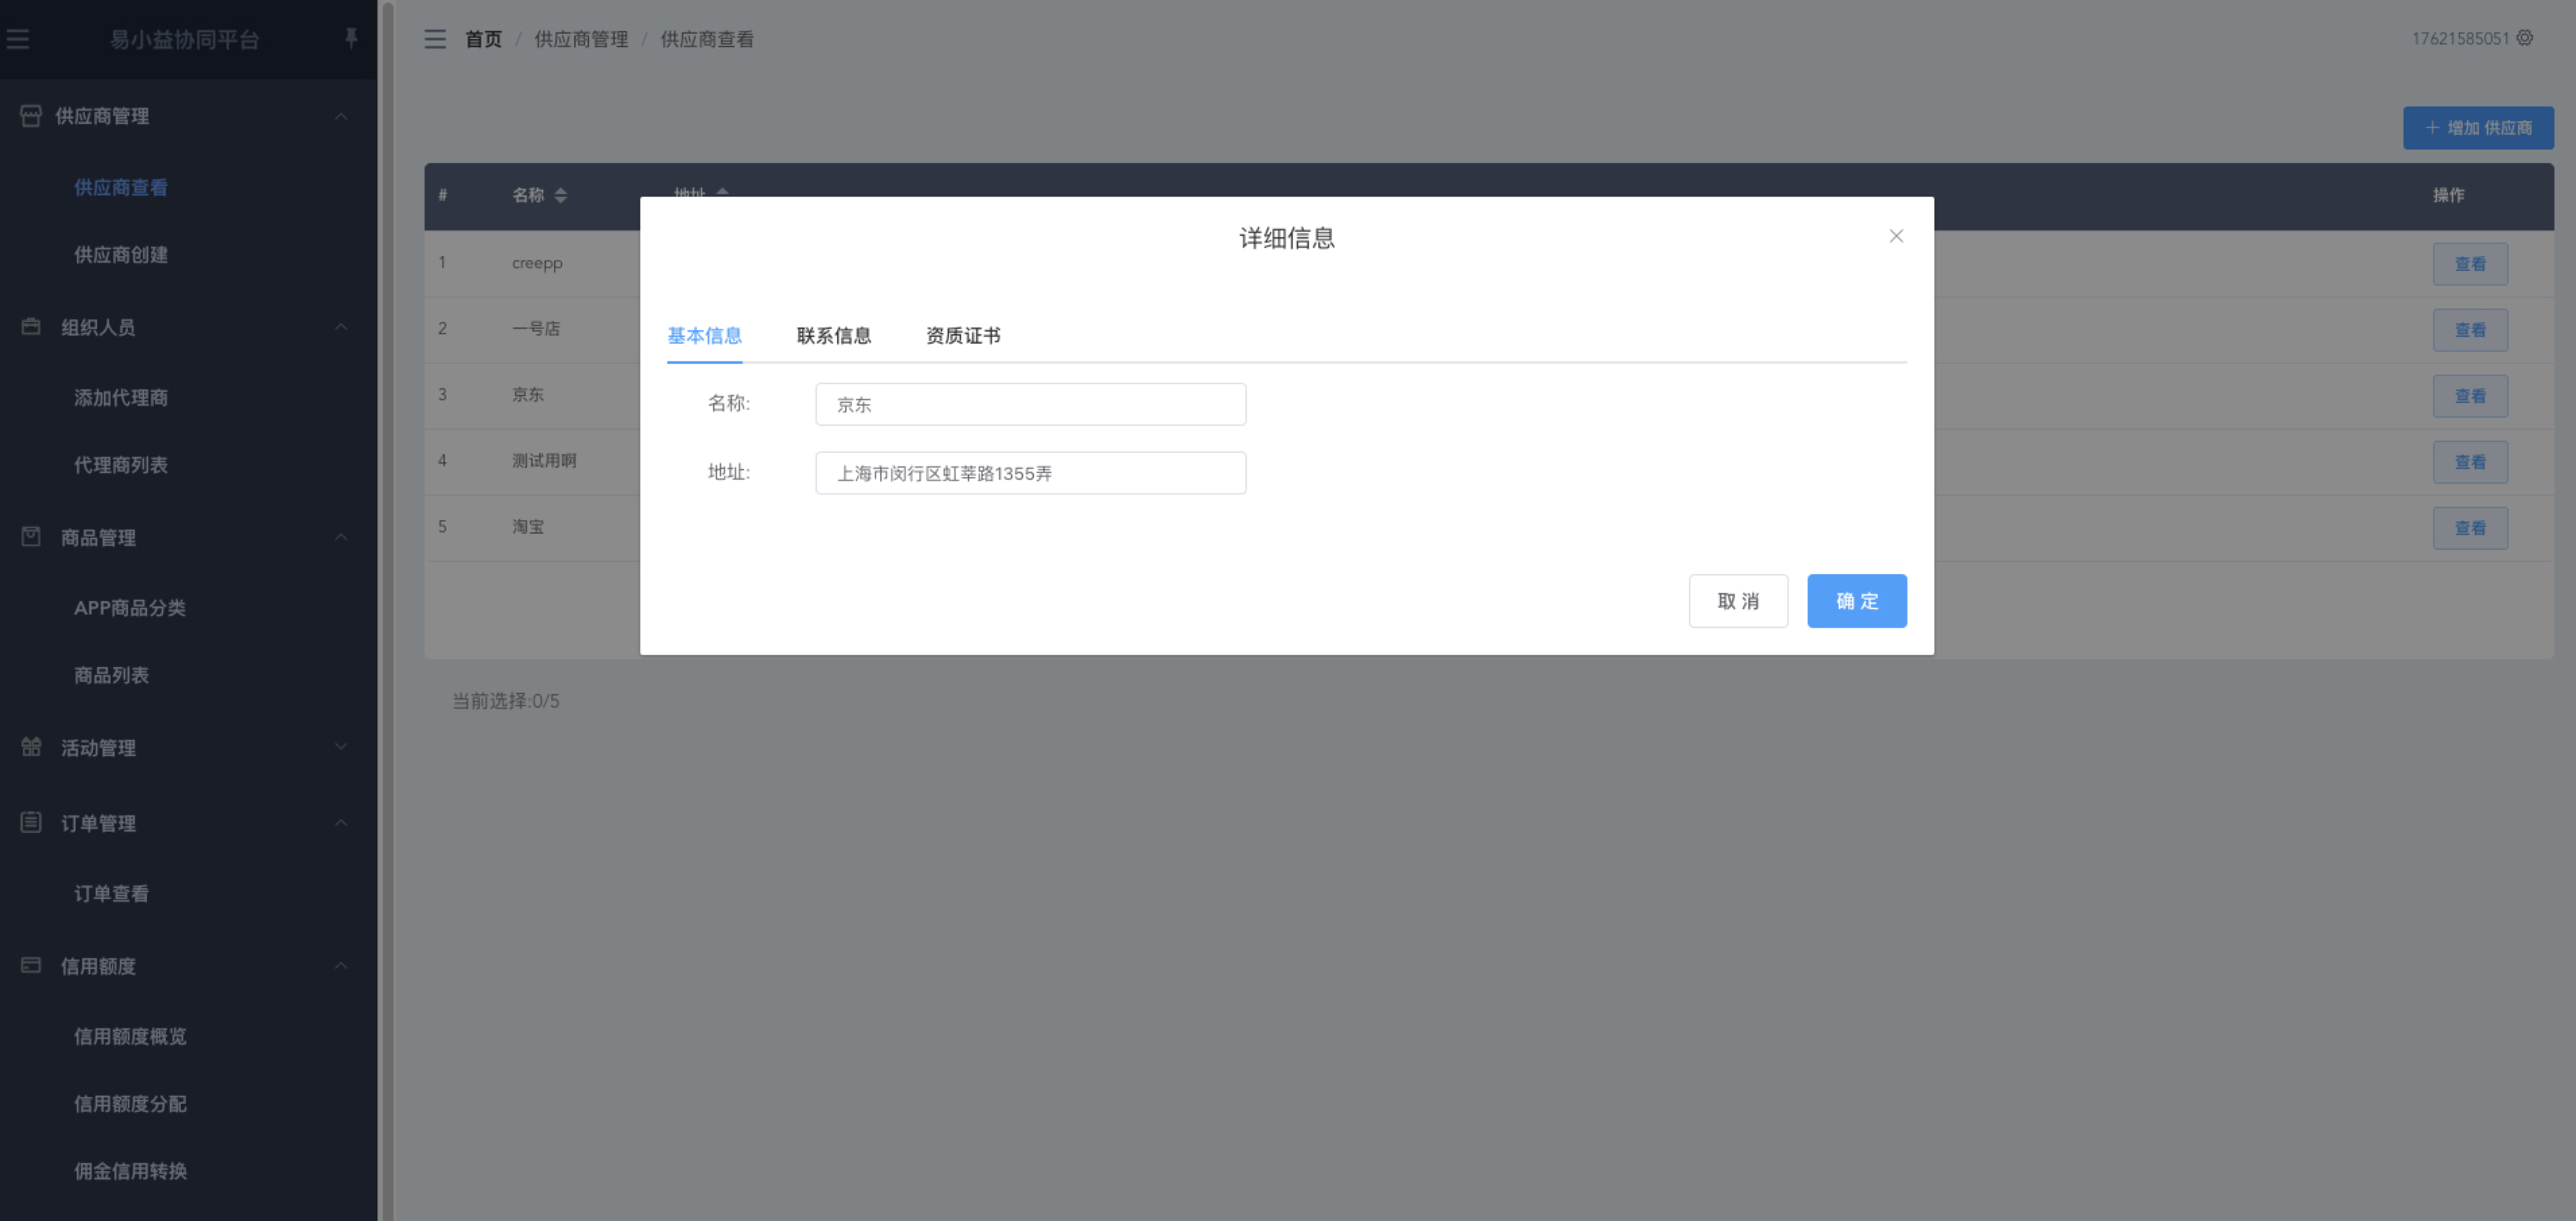 易小益协同平台
供应商管理
供应商查看
供应商创建
组织人员
添加代理商
代理商列表
商品管理
APP商品分类
商品列表
活动管理
订单管理
订单查看
信用额度
信用额度概览
信用额度分配
佣金信用转换
首页 / 供应商管理 / 供应商查看
17621585051
+ 增加 供应商
# 名称 地址 操作
1 creepp 查看
2 一号店 查看
3 京东 查看
4 测试用啊 查看
5 淘宝 查看
当前选择:0/5
详细信息
基本信息 联系信息 资质证书
名称: 京东
地址: 上海市闵行区虹莘路1355弄
取 消 确 定